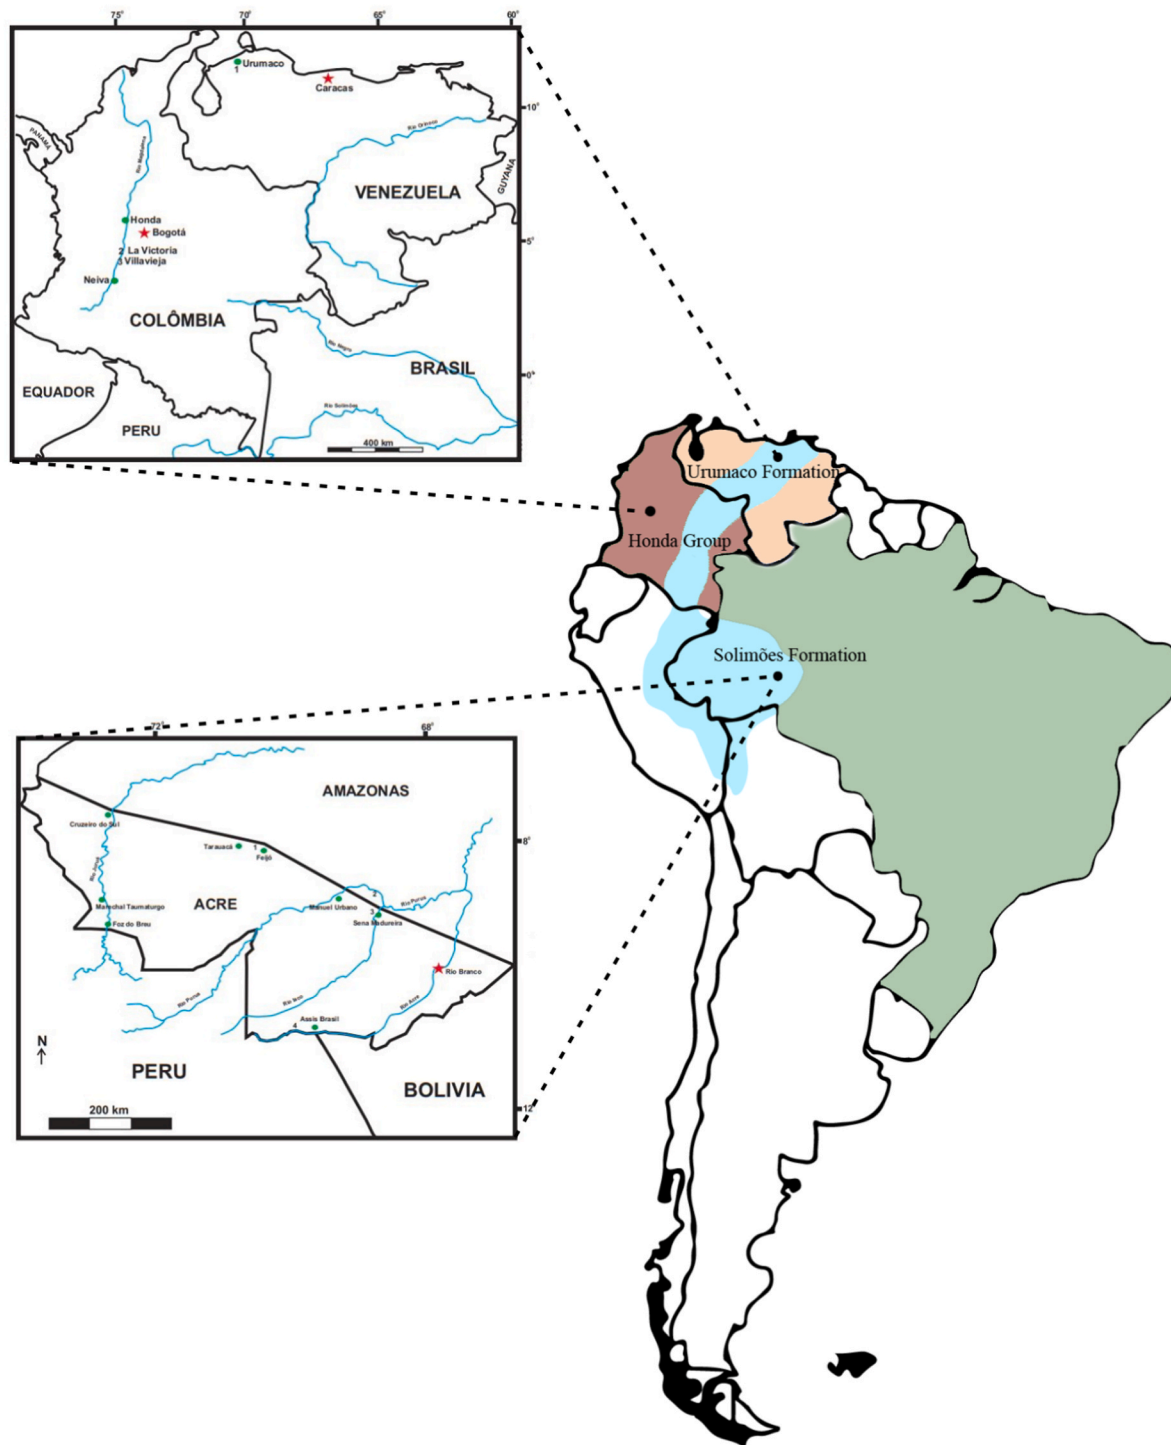 75° 70° 65° 60°
1 Urumaco
Caracas
10°
PANAMA
Rio Magdalena
Rio Orinoco
GUYANA
VENEZUELA
Honda
Bogotá
5°
2 La Victoria
3 Villavieja
Neiva
COLÔMBIA
Rio Negro
BRASIL
0°
EQUADOR
Rio Solimões
PERU
400 km
Urumaco Formation
Honda Group
Solimões Formation
72° 68°
AMAZONAS
Cruzeiro do Sul
8°
Tarauacá
1
Feijó
Rio Juruá
2
Marechal Taumaturgo
ACRE
Manuel Urbano
Rio Purus
3
Sena Madureira
Foz do Breu
Rio Branco
Rio Purus
Rio Iaco
Rio Acre
Assis Brasil
4
N
PERU
BOLIVIA
200 km
12°